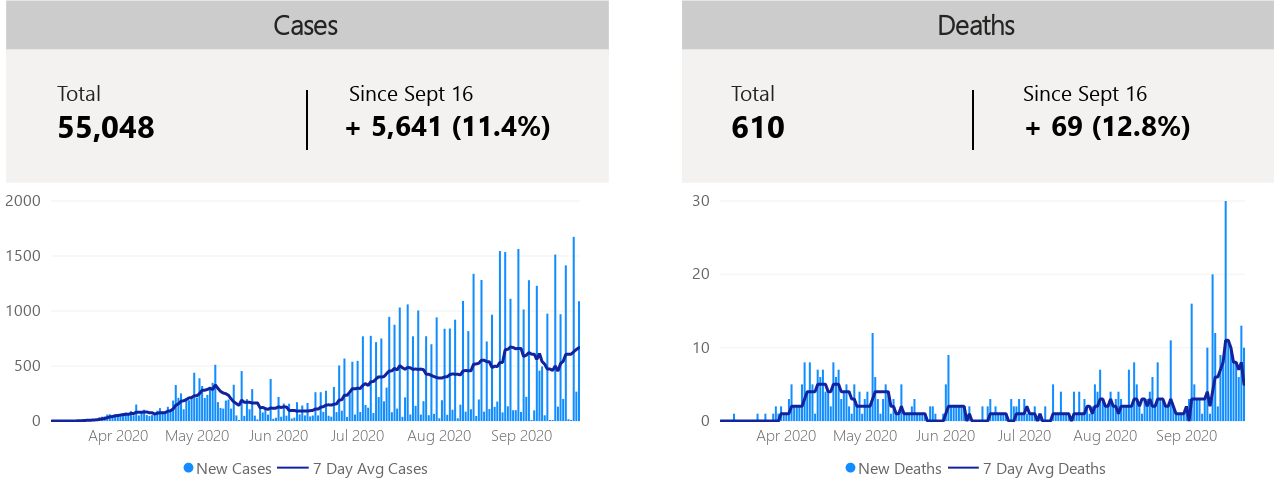 Cases
Total
Since Sept 16
55,048
+ 5,641 (11.4%)
2000
1500
1000
500
0
Apr 2020 May 2020 Jun 2020 Jul 2020 Aug 2020 Sep 2020
New Cases 7 Day Avg Cases
Deaths
Total
Since Sept 16
610
+ 69 (12.8%)
30
20
10
0
Apr 2020 May 2020 Jun 2020 Jul 2020 Aug 2020 Sep 2020
New Deaths 7 Day Avg Deaths